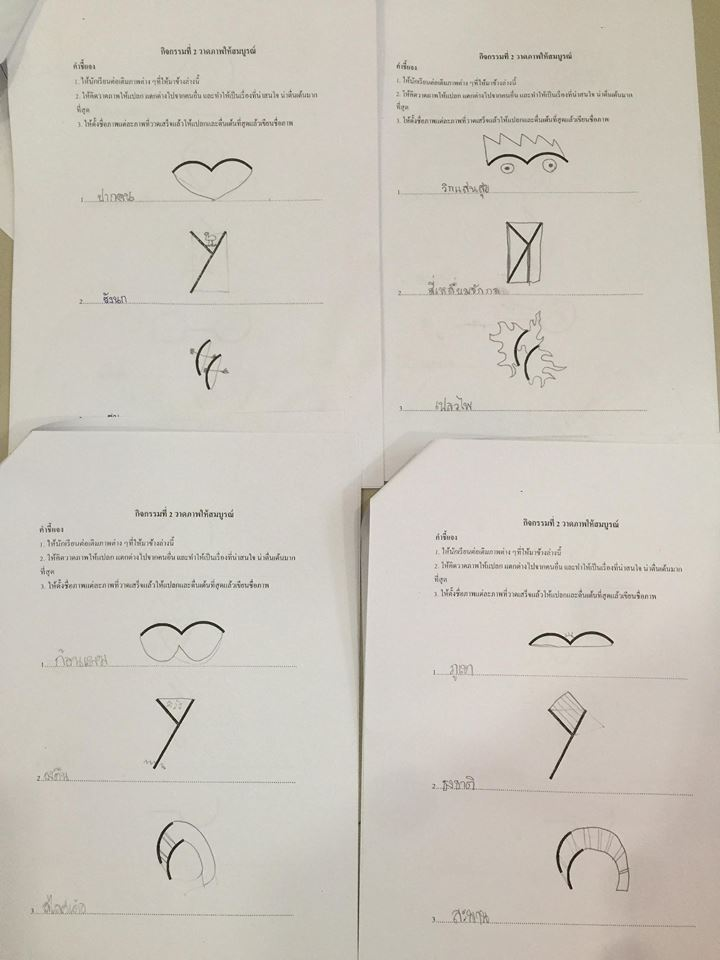 กิจกรรมที่ 2 วาดภาพให้สมบูรณ์
คำชี้แจง
1. ให้นักเรียนต่อเติมภาพต่าง ๆที่ให้มาข้างล่างนี้
2. ให้คิดวาดภาพให้แปลก แตกต่างไปจากคนอื่น และทำให้เป็นเรื่องที่น่าสนใจ น่าตื่นเต้นมาก
ที่สุด
3. ให้ตั้งชื่อภาพแต่ละภาพที่วาดเสร็จแล้วให้แปลกและตื่นเต้นที่สุดแล้วเขียนชื่อภาพ
1
2 รังนก
กิจกรรมที่ 2 วาดภาพให้สมบูรณ์
คำชี้แจง
1. ให้นักเรียนต่อเติมภาพต่าง ๆที่ให้มาข้างล่างนี้
2. ให้คิดวาดภาพให้แปลก แตกต่างไปจากคนอื่น และทำให้เป็นเรื่องที่น่าสนใจ น่าตื่นเต้นมาก
ที่สุด
3. ให้ตั้งชื่อภาพแต่ละภาพที่วาดเสร็จแล้วให้แปลกและตื่นเต้นที่สุดแล้วเขียนชื่อภาพ
1
2
3 เปลวไฟ
กิจกรรมที่ 2 วาดภาพให้สมบูรณ์
คำชี้แจง
1. ให้นักเรียนต่อเติมภาพต่าง ๆที่ให้มาข้างล่างนี้
2. ให้คิดวาดภาพให้แปลก แตกต่างไปจากคนอื่น และทำให้เป็นเรื่องที่น่าสนใจ น่าตื่นเต้นมาก
ที่สุด
3. ให้ตั้งชื่อภาพแต่ละภาพที่วาดเสร็จแล้วให้แปลกและตื่นเต้นที่สุดแล้วเขียนชื่อภาพ
1
2
3
กิจกรรมที่ 2 วาดภาพให้สมบูรณ์
คำชี้แจง
1. ให้นักเรียนต่อเติมภาพต่าง ๆที่ให้มาข้างล่างนี้
2. ให้คิดวาดภาพให้แปลก แตกต่างไปจากคนอื่น และทำให้เป็นเรื่องที่น่าสนใจ น่าตื่นเต้นมาก
ที่สุด
3. ให้ตั้งชื่อภาพแต่ละภาพที่วาดเสร็จแล้วให้แปลกและตื่นเต้นที่สุดแล้วเขียนชื่อภาพ
1 ภูเขา
2 ธงชาติ
3 สะพาน